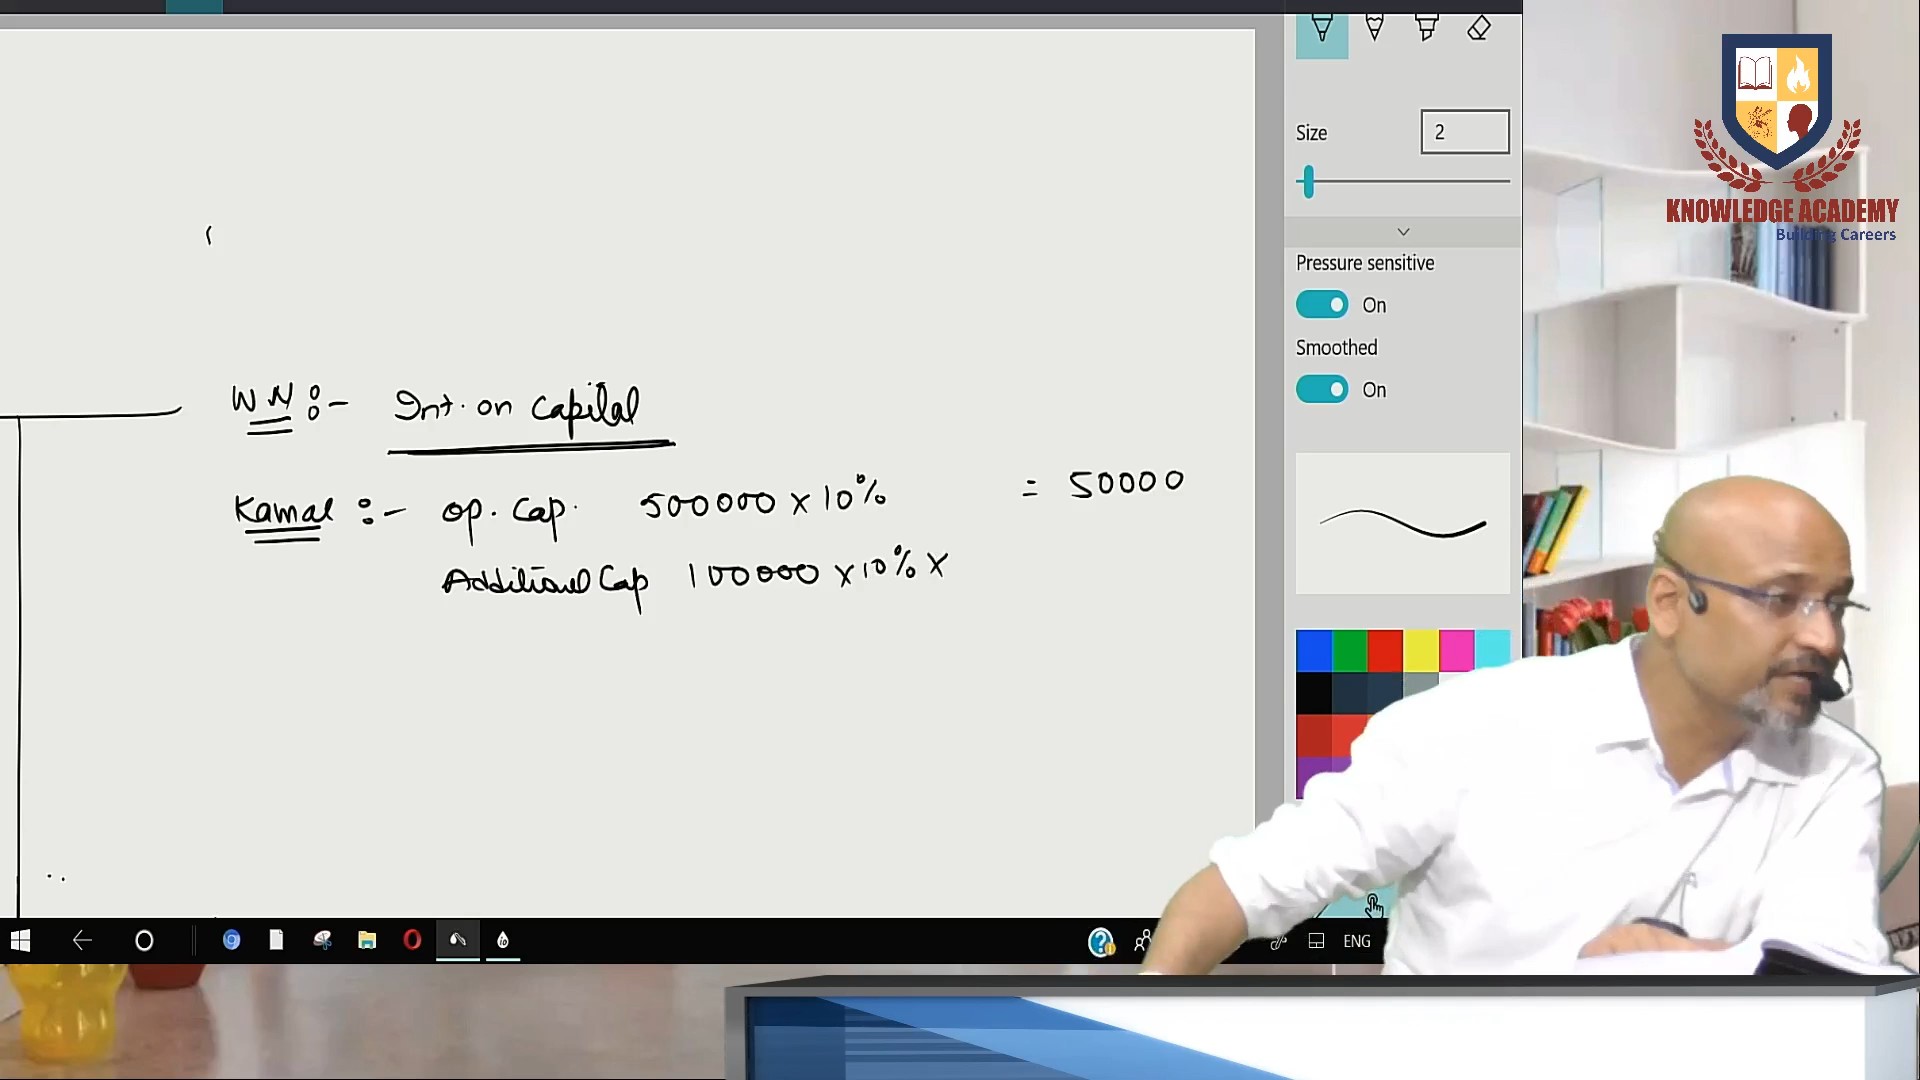 Size
2
KNOWLEDGE ACADEMY
Building Careers
Pressure sensitive
On
Smoothed
On
W N :- Int. on Capital
Kamal :- Op. Cap. 500000 x 10% = 50000
Additional Cap 100000 x 10% x
ENG